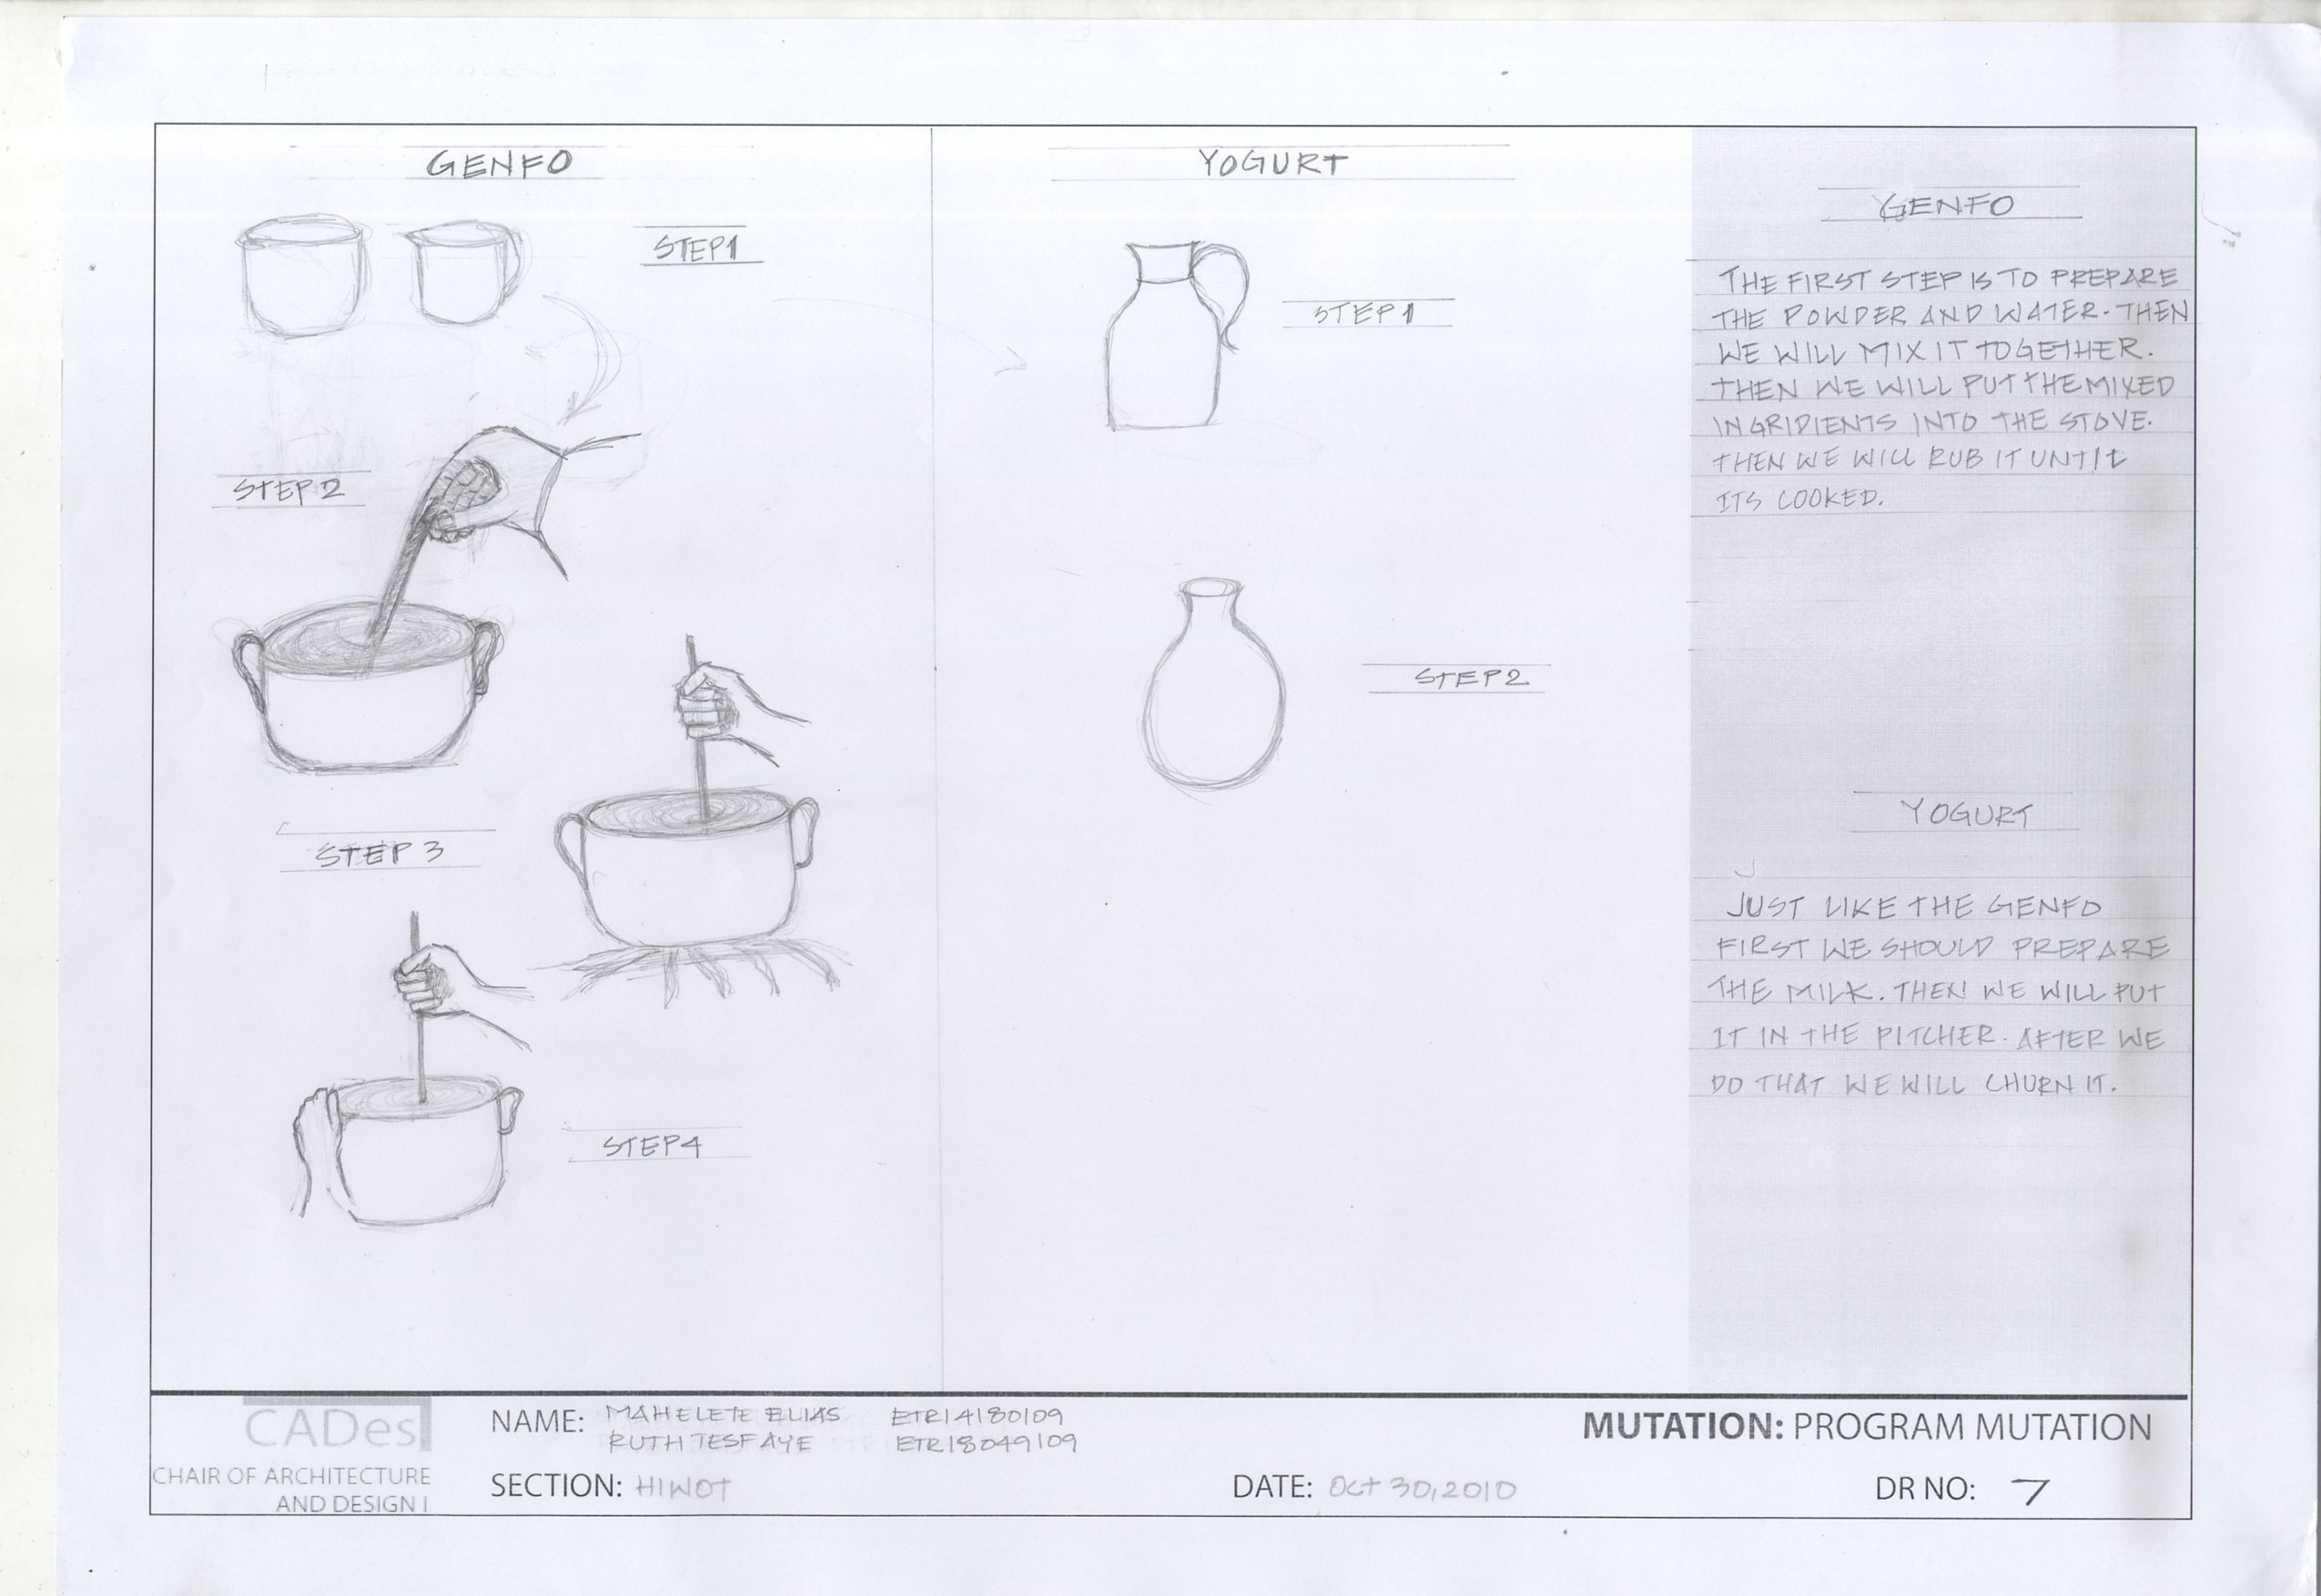 GENFO
STEP1
STEP 2
STEP 3
STEP4
YOGURT
STEP1
STEP2
GENFO
THE FIRST STEP IS TO PREPARE
THE POWDER AND WATER. THEN
WE WILL MIX IT TOGETHER.
THEN WE WILL PUT THE MIXED
INGRIDIENTS INTO THE STOVE.
THEN WE WILL RUB IT UNTIL
ITS COOKED.
YOGURT
JUST LIKE THE GENFO
FIRST WE SHOULD PREPARE
THE MILK. THEN WE WILL PUT
IT IN THE PITCHER. AFTER WE
DO THAT WE WILL CHURN IT.
CADes
CHAIR OF ARCHITECTURE
AND DESIGN I
NAME: MAHELETE ELIAS
RUTH TESFAYE
SECTION: HIWOT
DATE: OCT 30,2010
MUTATION: PROGRAM MUTATION
DR NO: 7